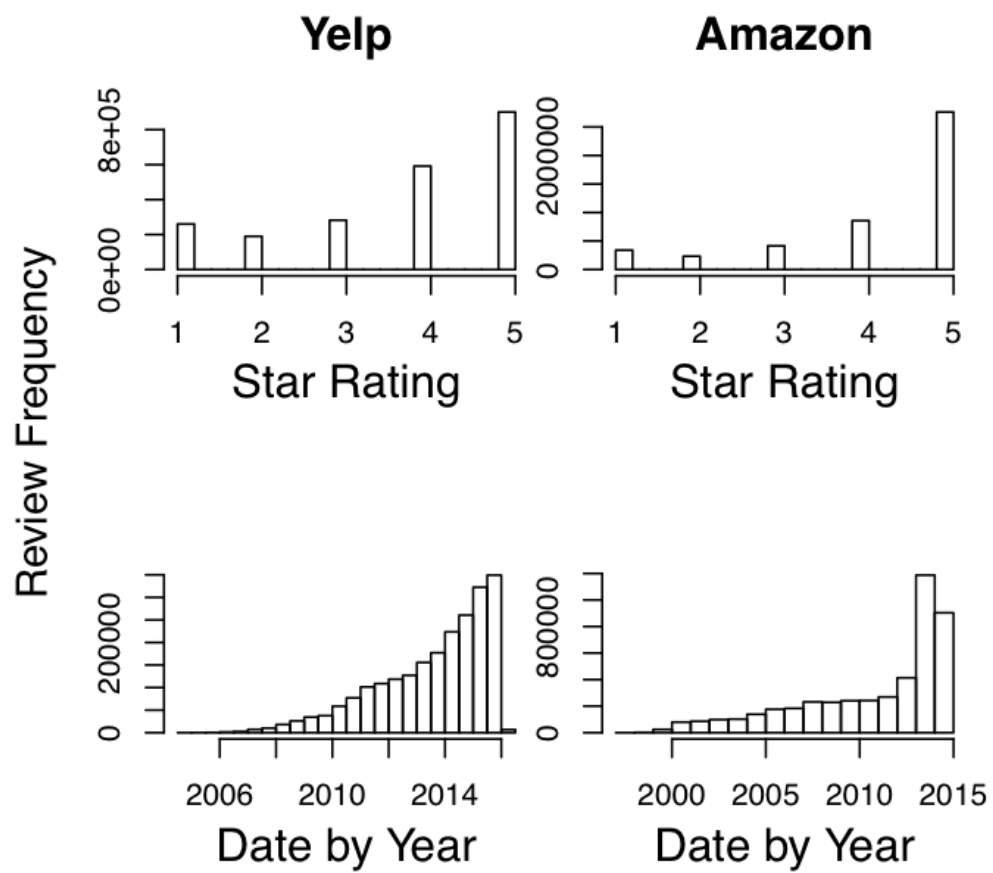 Yelp
Amazon
Review Frequency
0e+00 8e+05
1 2 3 4 5
Star Rating
0 2000000
1 2 3 4 5
Star Rating
0 200000
2006 2010 2014
Date by Year
0 800000
2000 2005 2010 2015
Date by Year